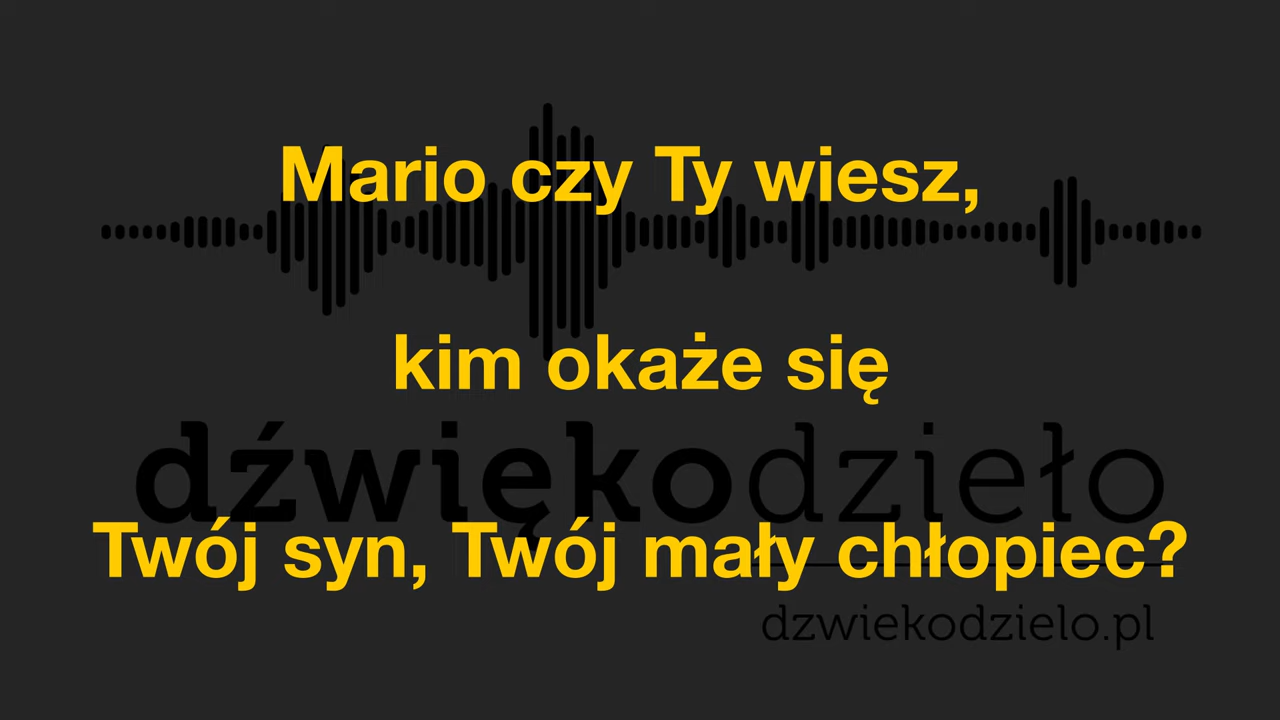 Mario czy Ty wiesz,
kim okaże się
dźwiękodzieło
Twój syn, Twój mały chłopiec?
dzwiekodzielo.pl